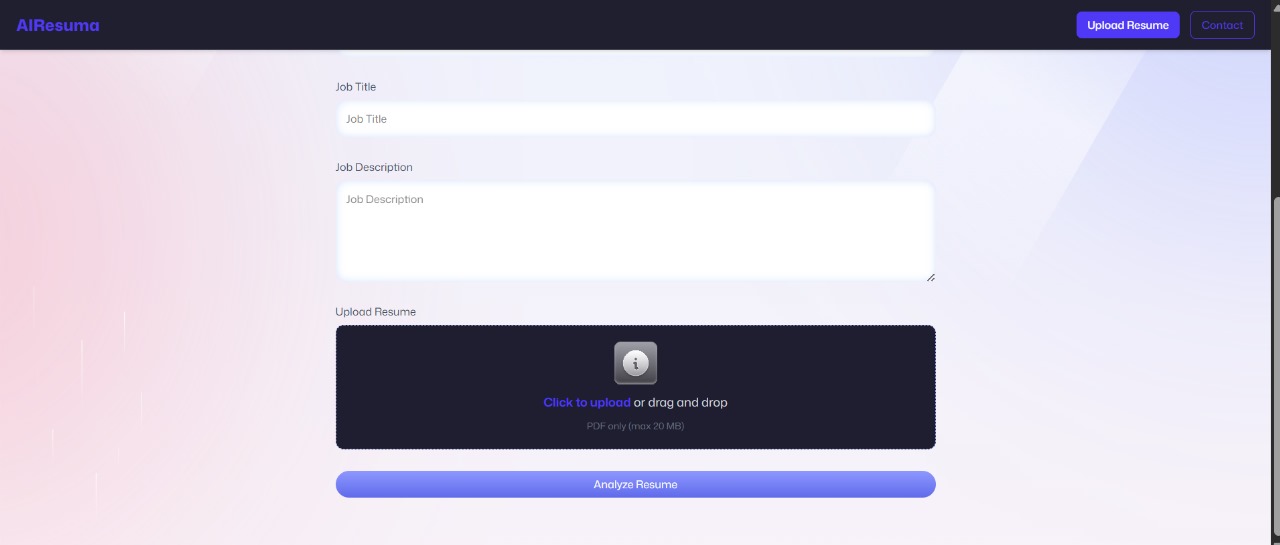 AIResuma
Upload Resume
Contact
Job Title
Job Title
Job Description
Job Description
Upload Resume
i
Click to upload or drag and drop
PDF only (max 20 MB)
Analyze Resume